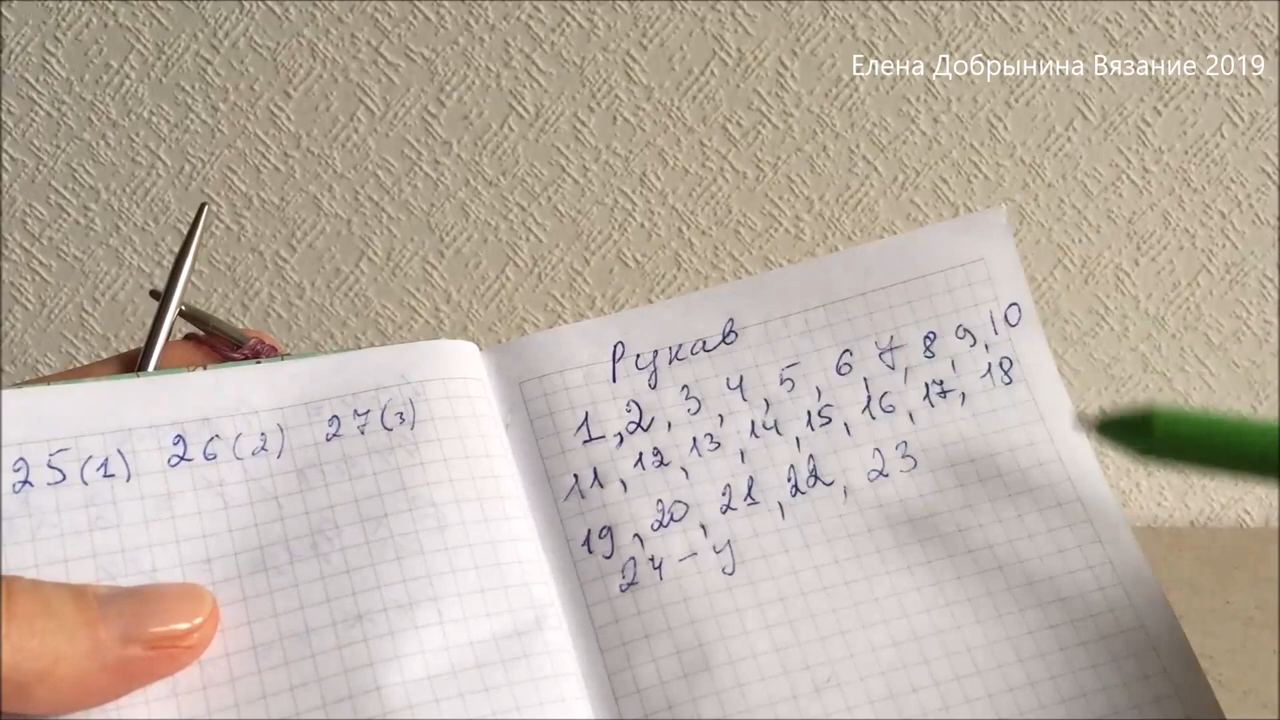 Елена Добрынина Вязание 2019
25(1) 26(2) 27(3)
Рукав
1, 2, 3, 4, 5, 6, 7, 8, 9, 10
11, 12, 13, 14, 15, 16, 17, 18
19, 20, 21, 22, 23
24 - у